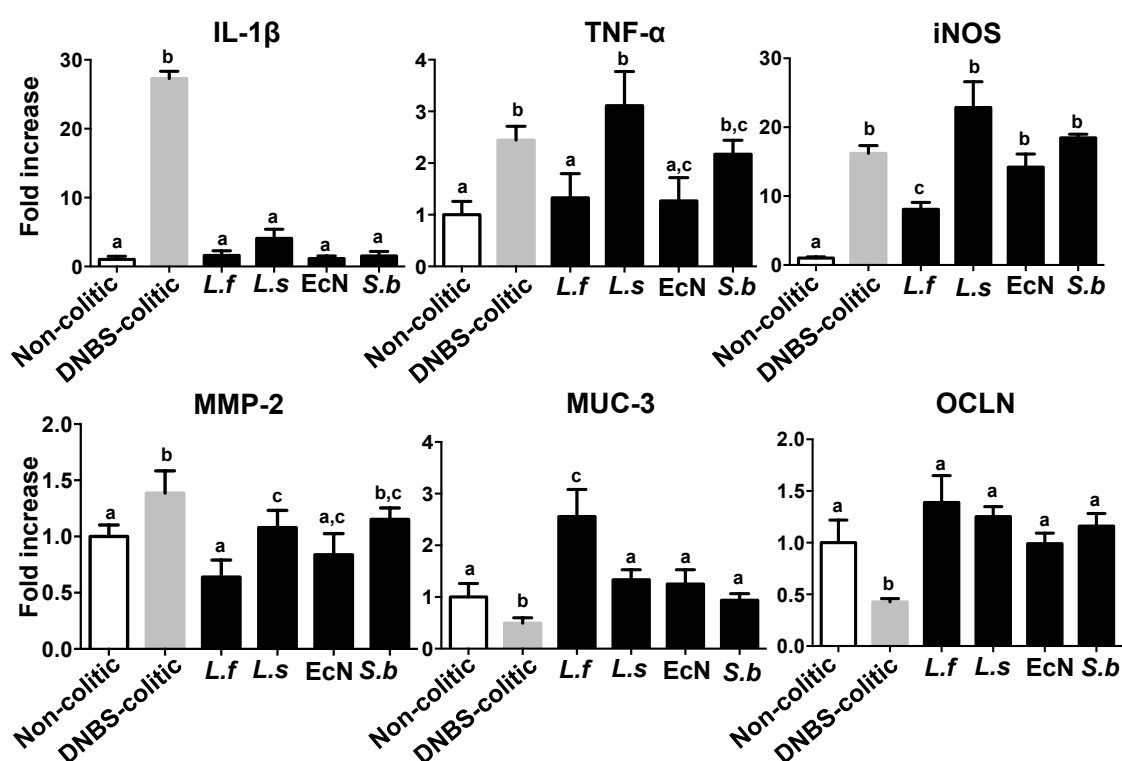 IL-1β
Fold increase
30
20
10
0
a
b
a
a
a
a
Non-colitic
DNBS-colitic
L.f
L.s
EcN
S.b
TNF-α
4
3
2
1
0
a
b
a
b
a,c
b,c
Non-colitic
DNBS-colitic
L.f
L.s
EcN
S.b
iNOS
30
20
10
0
a
b
c
b
b
b
Non-colitic
DNBS-colitic
L.f
L.s
EcN
S.b
MMP-2
Fold increase
2.0
1.5
1.0
0.5
0.0
a
b
a
c
a,c
b,c
Non-colitic
DNBS-colitic
L.f
L.s
EcN
S.b
MUC-3
4
3
2
1
0
a
b
c
a
a
a
Non-colitic
DNBS-colitic
L.f
L.s
EcN
S.b
OCLN
2.0
1.5
1.0
0.5
0.0
a
b
a
a
a
a
Non-colitic
DNBS-colitic
L.f
L.s
EcN
S.b